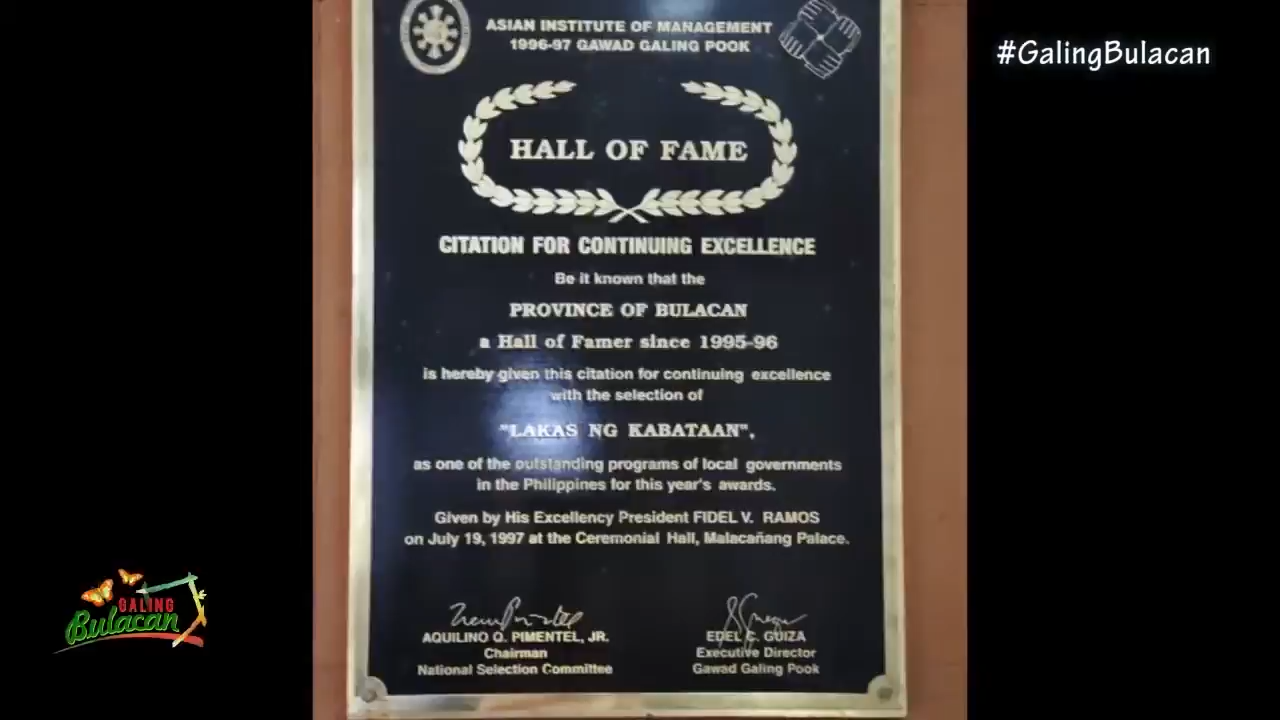 ASIAN INSTITUTE OF MANAGEMENT
1996-97 GAWAD GALING POOK
#GalingBulacan
HALL OF FAME
CITATION FOR CONTINUING EXCELLENCE
Be it known that the
PROVINCE OF BULACAN
a Hall of Famer since 1995-96
is hereby given this citation for continuing excellence
with the selection of
"LAKAS NG KABATAAN",
as one of the outstanding programs of local governments
in the Philippines for this year's awards.
Given by His Excellency President FIDEL V. RAMOS
on July 19, 1997 at the Ceremonial Hall, Malacañang Palace.
AQUILINO Q. PIMENTEL, JR.
Chairman
National Selection Committee
EDEL C. GUIZA
Executive Director
Gawad Galing Pook
GALING
Bulacan